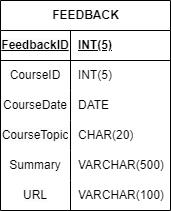 FEEDBACK
FeedbackID INT(5)
CourseID INT(5)
CourseDate DATE
CourseTopic CHAR(20)
Summary VARCHAR(500)
URL VARCHAR(100)